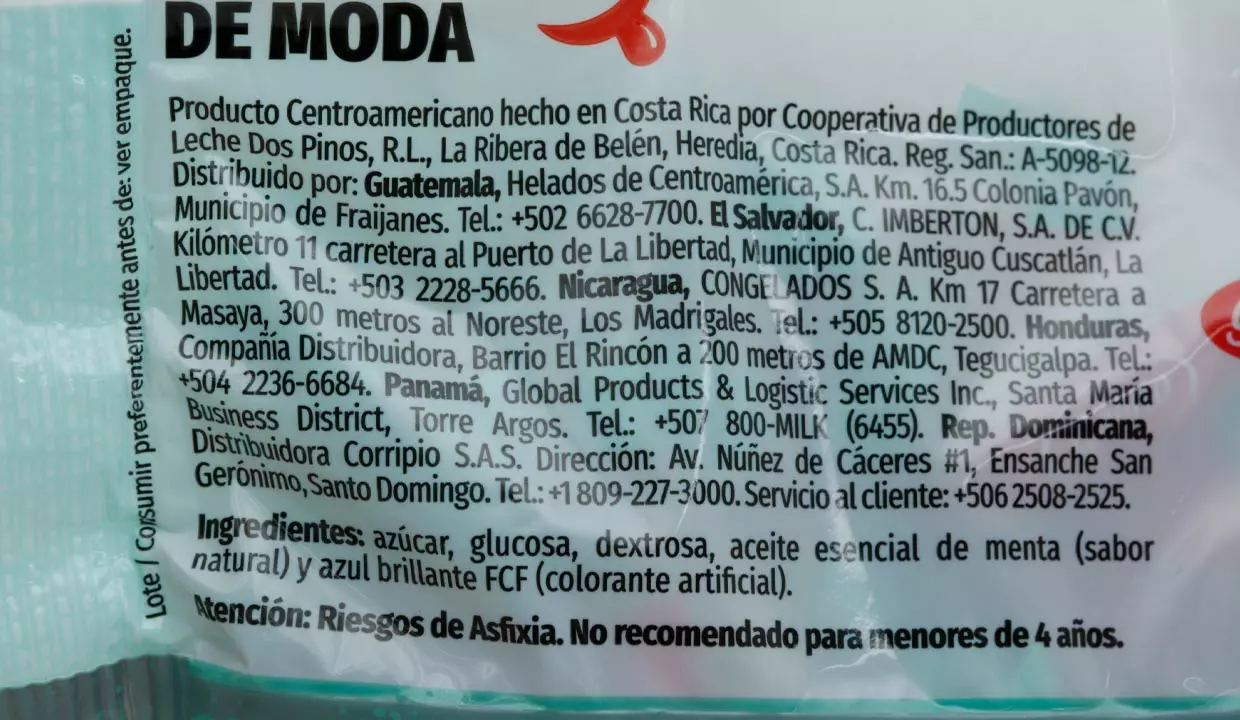 DE MODA
Producto Centroamericano hecho en Costa Rica por Cooperativa de Productores de
Leche Dos Pinos, R.L., La Ribera de Belén, Heredia, Costa Rica. Reg. San.: A-5098-12.
Distribuido por: Guatemala, Helados de Centroamérica, S.A. Km. 16.5 Colonia Pavón,
Municipio de Fraijanes. Tel.: +502 6628-7700. El Salvador, C. IMBERTON, S.A. DE C.V.
Kilómetro 11 carretera al Puerto de La Libertad, Municipio de Antiguo Cuscatlán, La
Libertad. Tel.: +503 2228-5666. Nicaragua, CONGELADOS S. A. Km 17 Carretera a
Masaya, 300 metros al Noreste, Los Madrigales. Tel.: +505 8120-2500. Honduras,
Compañía Distribuidora, Barrio El Rincón a 200 metros de AMDC, Tegucigalpa. Tel.:
+504 2236-6684. Panamá, Global Products & Logistic Services Inc., Santa María
Business District, Torre Argos. Tel.: +507 800-MILK (6455). Rep. Dominicana,
Distribuidora Corripio S.A.S. Dirección: Av. Núñez de Cáceres #1, Ensanche San
Gerónimo, Santo Domingo. Tel.: +1 809-227-3000. Servicio al cliente: +506 2508-2525.
Ingredientes: azúcar, glucosa, dextrosa, aceite esencial de menta (sabor
natural) y azul brillante FCF (colorante artificial).
Atención: Riesgos de Asfixia. No recomendado para menores de 4 años.
Lote / Consumir preferentemente antes de: ver empaque.